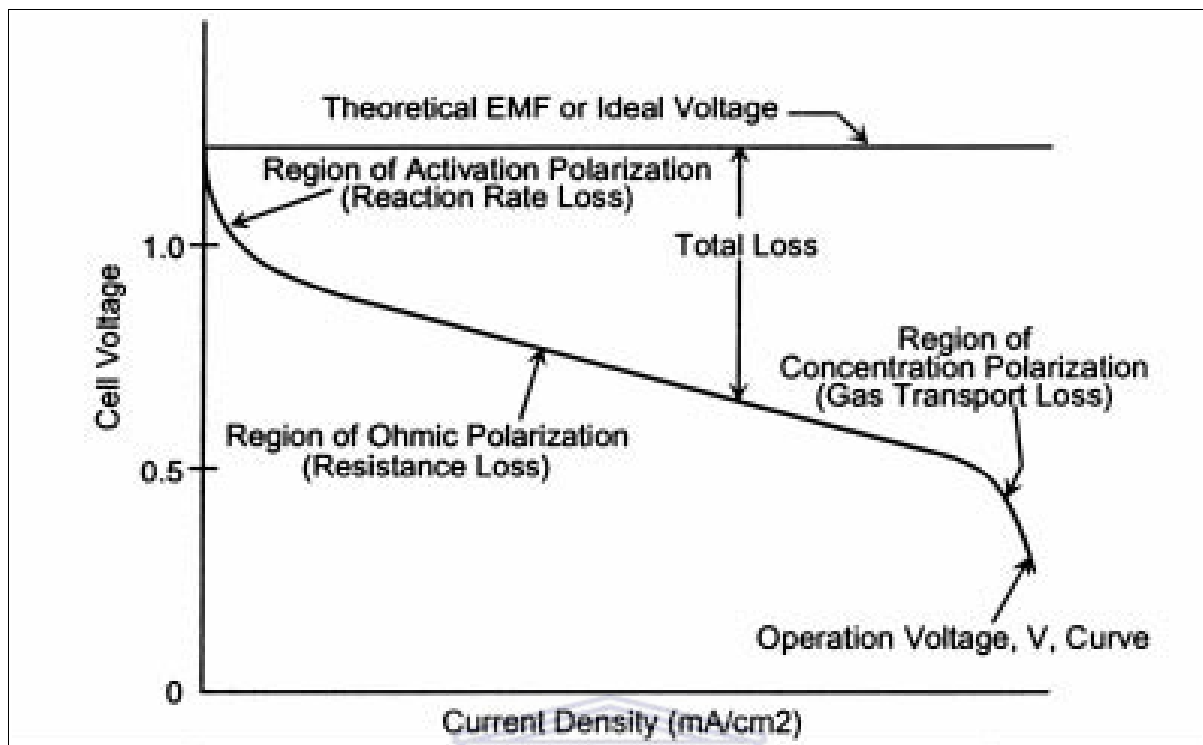 Theoretical EMF or Ideal Voltage
Region of Activation Polarization
(Reaction Rate Loss)
1.0
Total Loss
Cell Voltage
Region of
Concentration Polarization
(Gas Transport Loss)
Region of Ohmic Polarization
(Resistance Loss)
0.5
Operation Voltage, V, Curve
0
Current Density (mA/cm2)